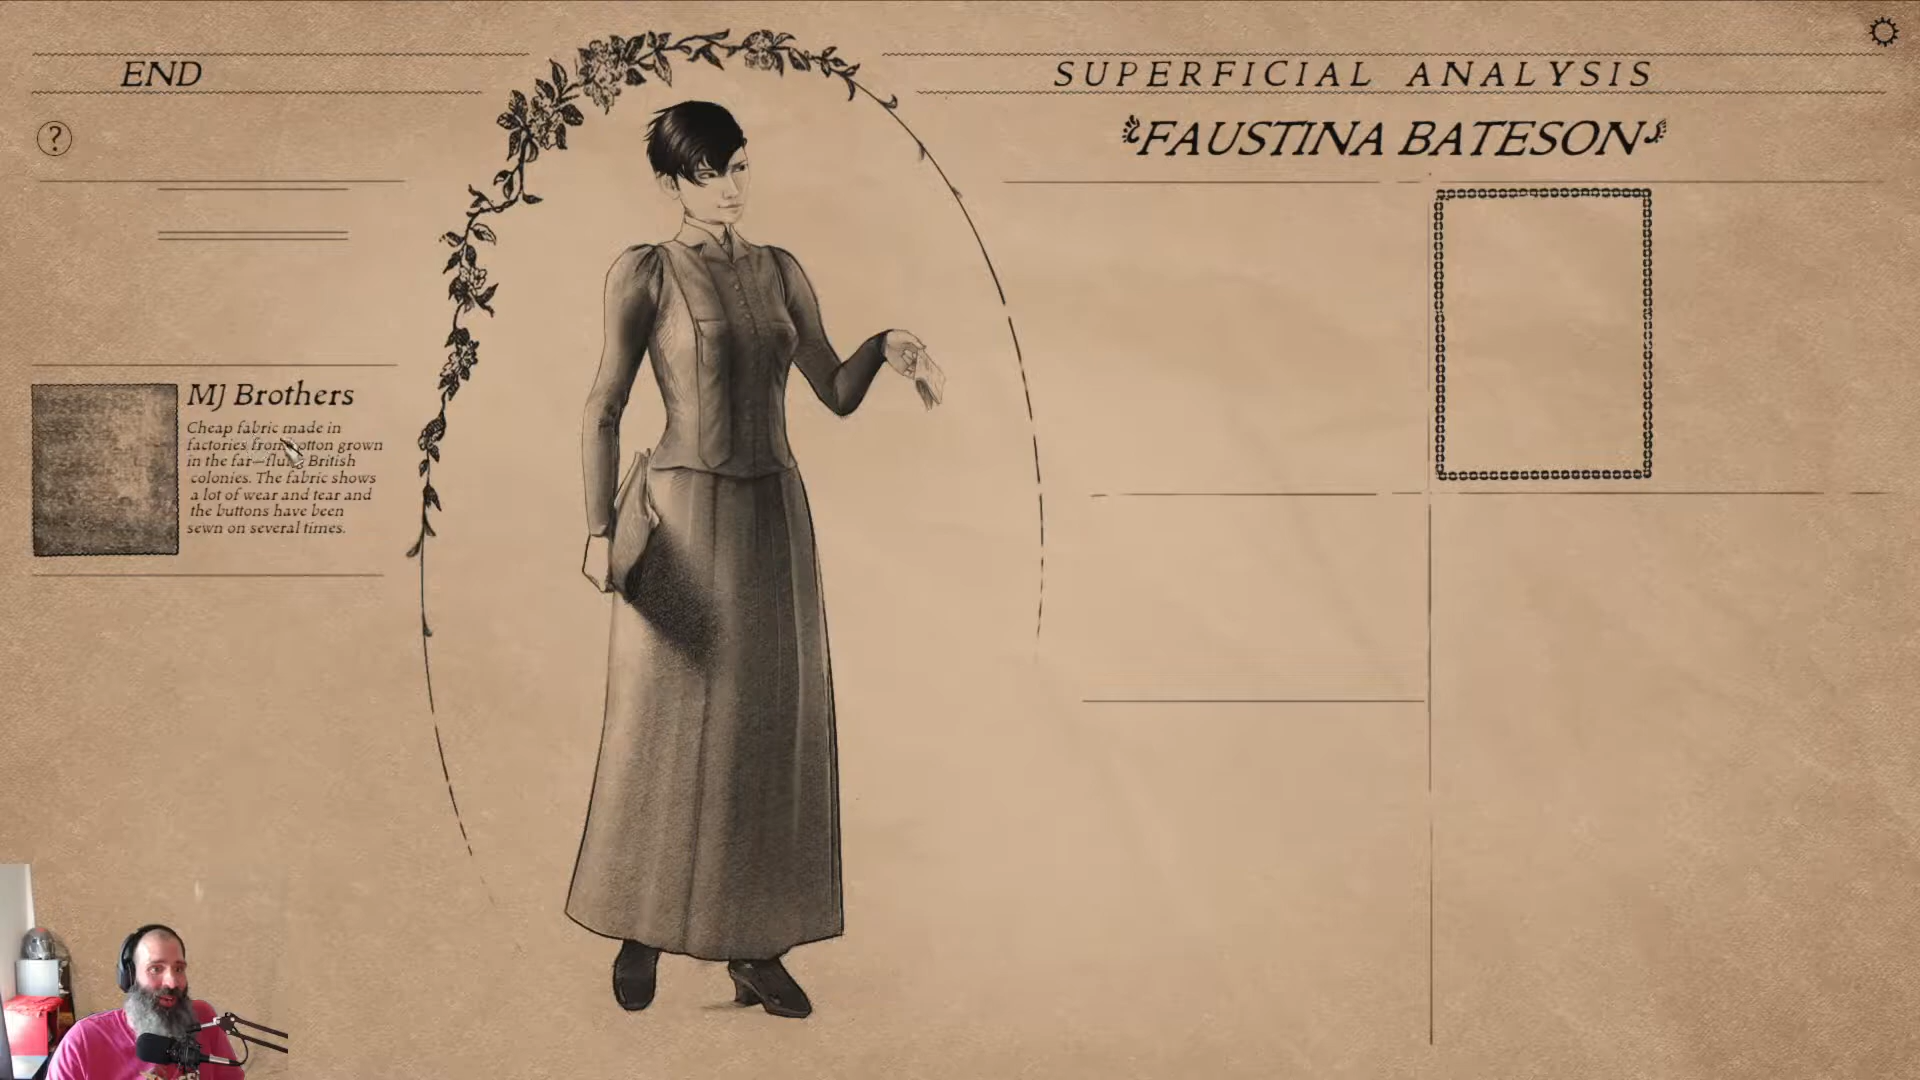 END
SUPERFICIAL ANALYSIS
FAUSTINA BATESON
?
MJ Brothers
Cheap fabric made in
factories from cotton grown
in the far-flung British
colonies. The fabric shows
a lot of wear and tear and
the buttons have been
sewn on several times.